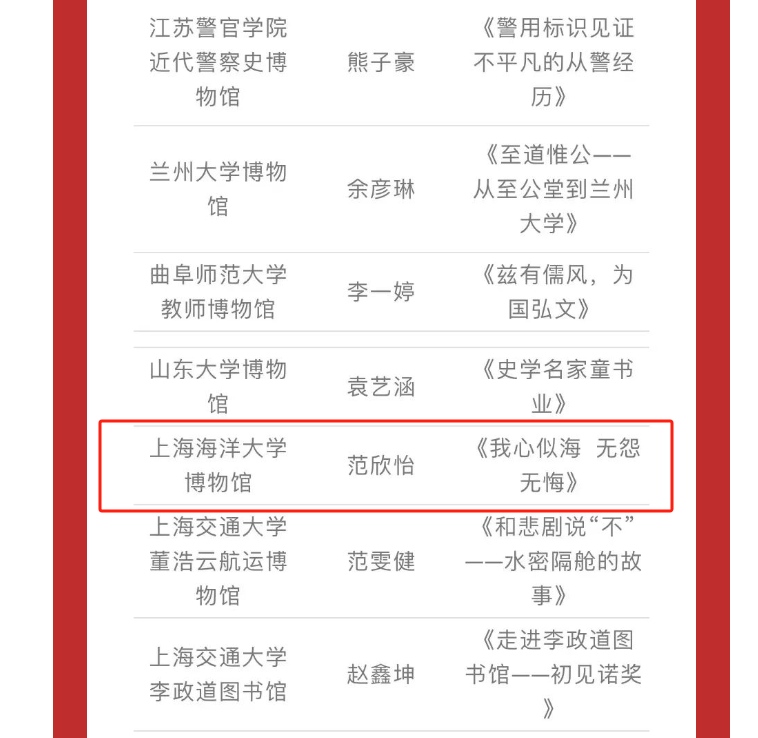 江苏警官学院
近代警察史博
物馆
熊子豪
《警用标识见证
不平凡的从警经
历》
兰州大学博物
馆
余彦琳
《至道惟公——
从至公堂到兰州
大学》
曲阜师范大学
教师博物馆
李一婷
《兹有儒风，为
国弘文》
山东大学博物
馆
袁艺涵
《史学名家童书
业》
上海海洋大学
博物馆
范欣怡
《我心似海 无怨
无悔》
上海交通大学
董浩云航运博
物馆
范雯健
《和悲剧说“不”
——水密隔舱的故
事》
上海交通大学
李政道图书馆
赵鑫坤
《走进李政道图
书馆——初见诺奖
》